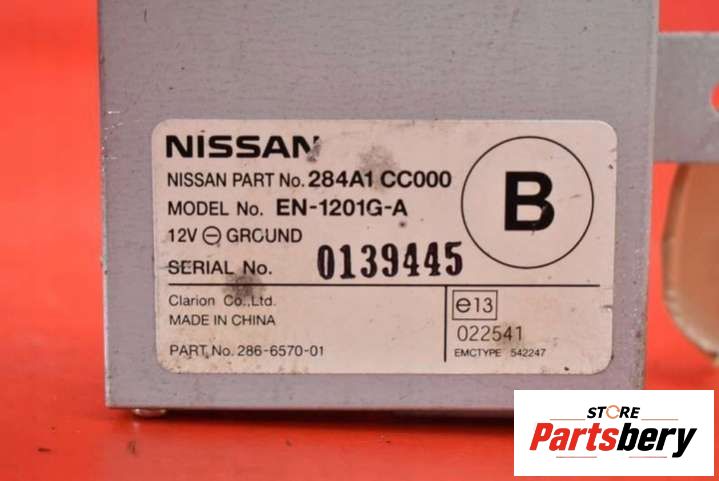 NISSAN
NISSAN PART No. 284A1 CC000
MODEL No. EN-1201G-A
12V ⊖ GROUND
SERIAL No. 0139445
B
Clarion Co.,Ltd.
MADE IN CHINA
PART No. 286-6570-01
e13
022541
EMCTYPE 542247
STORE
Partsbery